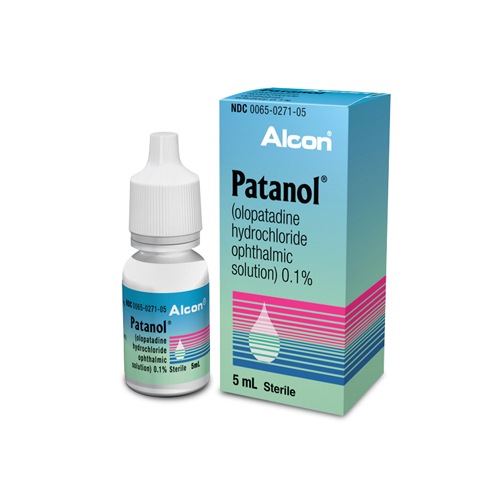 NDC 0065-0271-05
Alcon®
Patanol®
(olopatadine
hydrochloride
ophthalmic
solution) 0.1%
5 mL Sterile
NDC 0065-0271-05 Alcon®
Patanol®
(olopatadine
hydrochloride
ophthalmic
solution) 0.1% Sterile 5mL